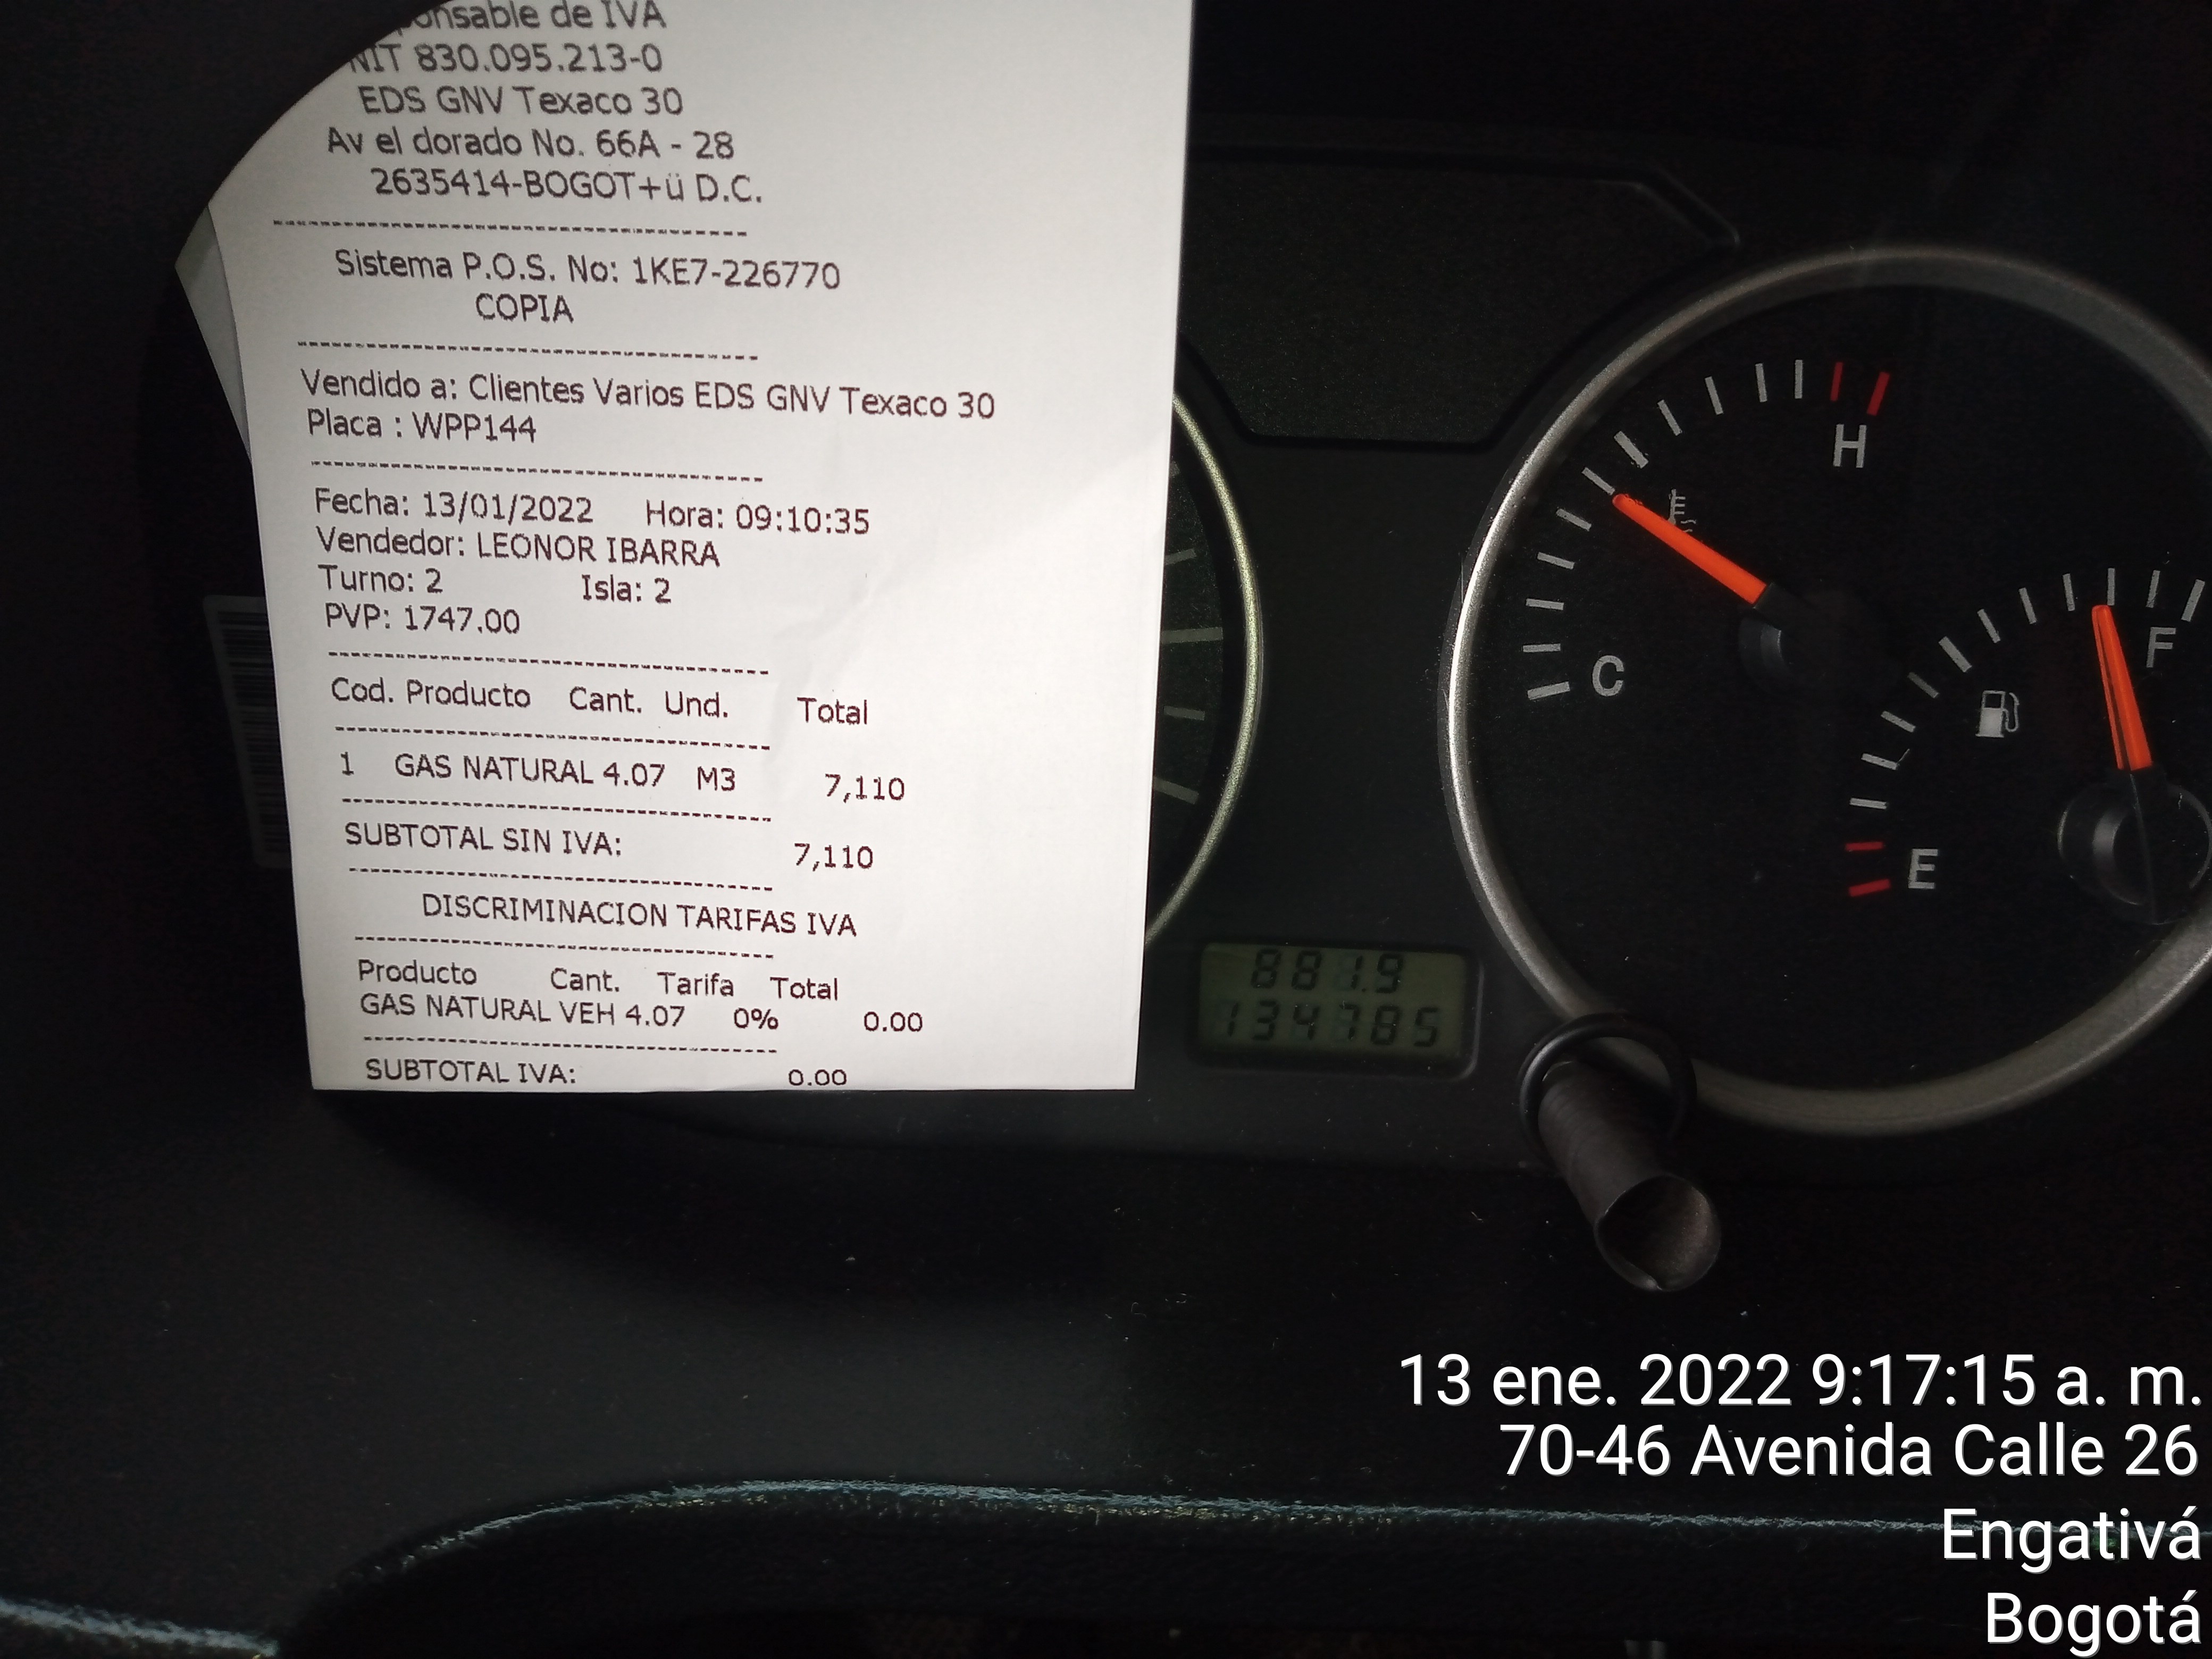 onsable de IVA
NIT 830.095.213-0
EDS GNV Texaco 30
Av el dorado No. 66A - 28
2635414-BOGOT+ü D.C.
Sistema P.O.S. No: 1KE7-226770
COPIA
Vendido a: Clientes Varios EDS GNV Texaco 30
Placa : WPP144
Fecha: 13/01/2022 Hora: 09:10:35
Vendedor: LEONOR IBARRA
Turno: 2 Isla: 2
PVP: 1747.00
Cod. Producto Cant. Und. Total
1 GAS NATURAL 4.07 M3 7,110
SUBTOTAL SIN IVA: 7,110
DISCRIMINACION TARIFAS IVA
Producto Cant. Tarifa Total
GAS NATURAL VEH 4.07 0% 0.00
SUBTOTAL IVA: 0.00
H
C
F
E
881.9
134785
13 ene. 2022 9:17:15 a. m.
70-46 Avenida Calle 26
Engativá
Bogotá